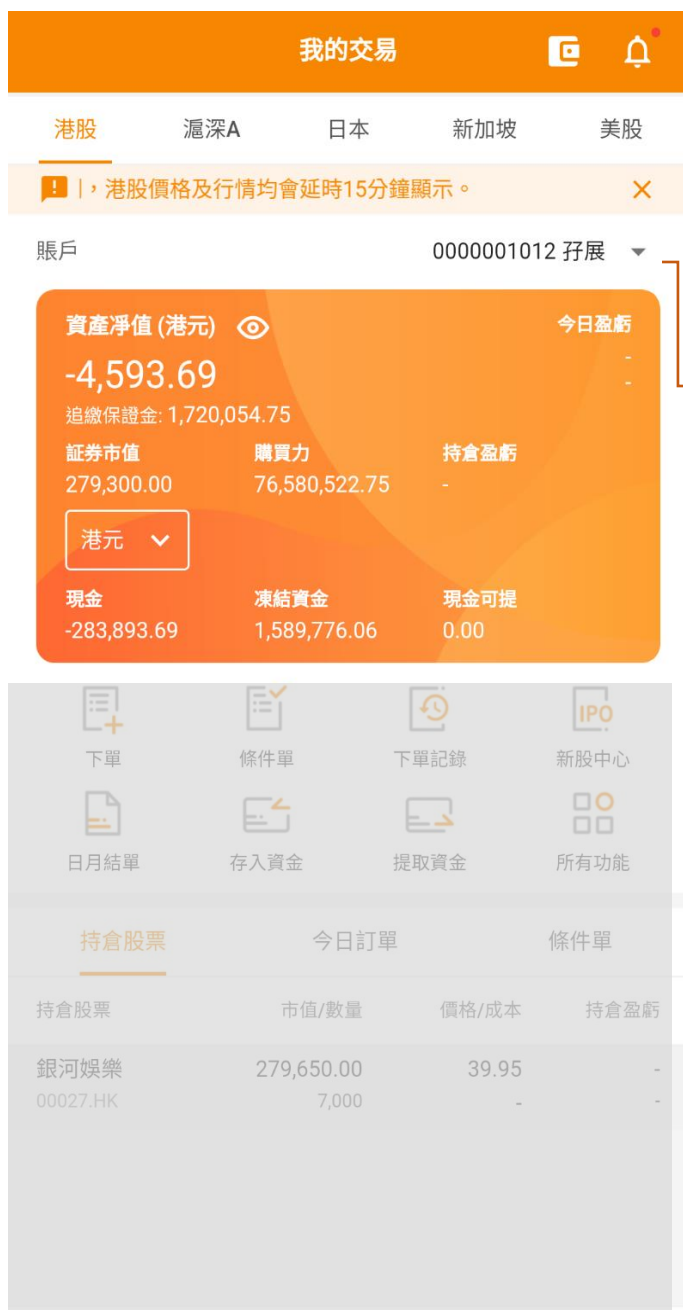 我的交易
港股 滬深A 日本 新加坡 美股
，港股價格及行情均會延時15分鐘顯示。
賬戶 0000001012 孖展
資產凈值 (港元) 今日盈虧
-4,593.69 -
追繳保證金: 1,720,054.75 -
証券市值 購買力 持倉盈虧
279,300.00 76,580,522.75 -
港元
現金 凍結資金 現金可提
-283,893.69 1,589,776.06 0.00
IPO
下單 條件單 下單記錄 新股中心
日月結單 存入資金 提取資金 所有功能
持倉股票 今日訂單 條件單
持倉股票 市值/數量 價格/成本 持倉盈虧
銀河娛樂 279,650.00 39.95 -
00027.HK 7,000 - -